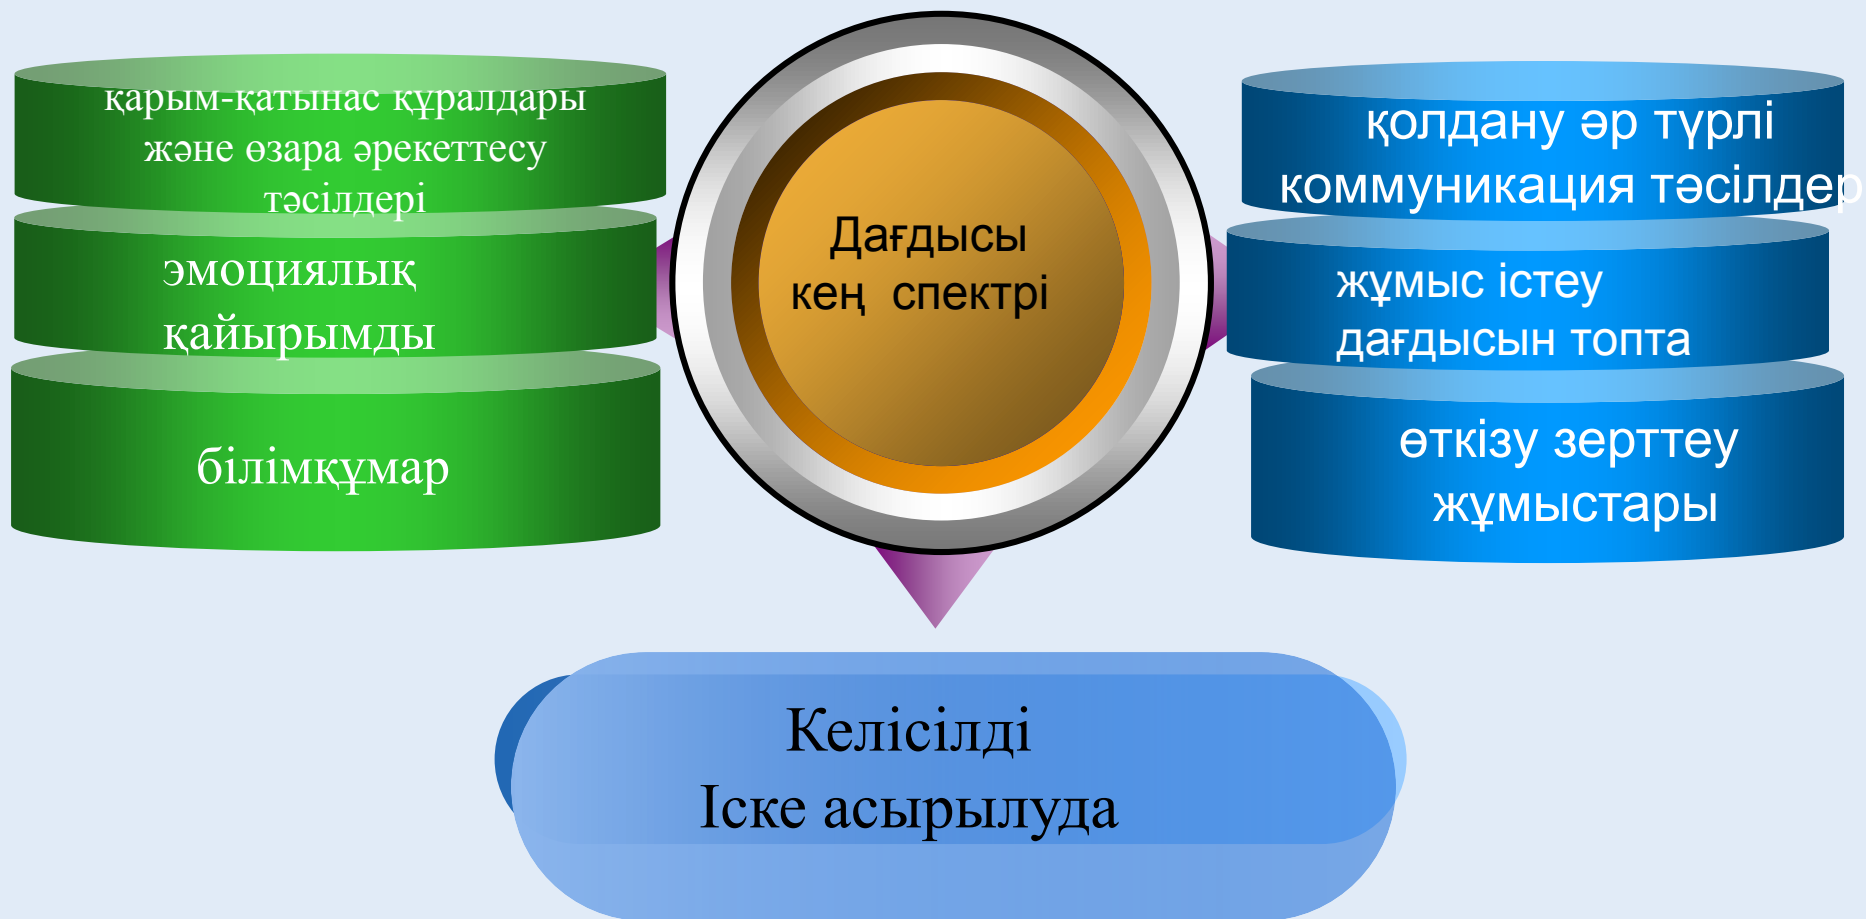 қарым-қатынас құралдары
және өзара әрекеттесу
тәсілдері
эмоциялық
қайырымды
білімқұмар
Дағдысы
кең спектрі
қолдану әр түрлі
коммуникация тәсілдер
жұмыс істеу
дағдысын топта
өткізу зерттеу
жұмыстары
Келісілді
Іске асырылуда